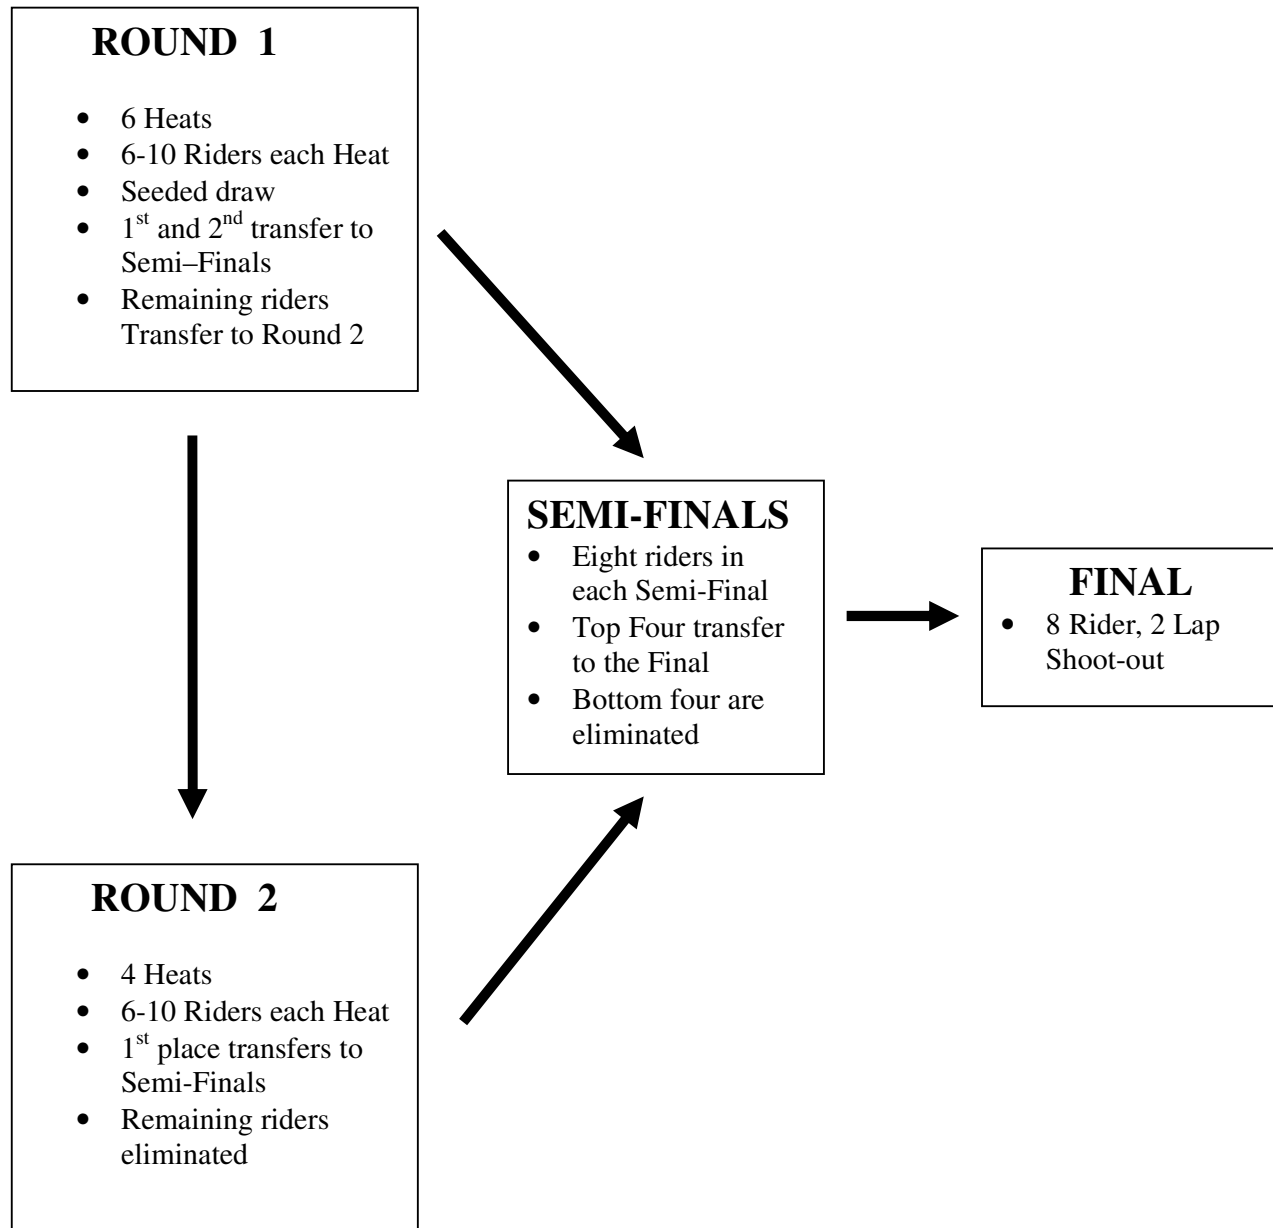 ROUND 1
• 6 Heats
• 6-10 Riders each Heat
• Seeded draw
• 1st and 2nd transfer to
Semi–Finals
• Remaining riders
Transfer to Round 2
SEMI-FINALS
• Eight riders in
each Semi-Final
• Top Four transfer
to the Final
• Bottom four are
eliminated
FINAL
• 8 Rider, 2 Lap
Shoot-out
ROUND 2
• 4 Heats
• 6-10 Riders each Heat
• 1st place transfers to
Semi-Finals
• Remaining riders
eliminated